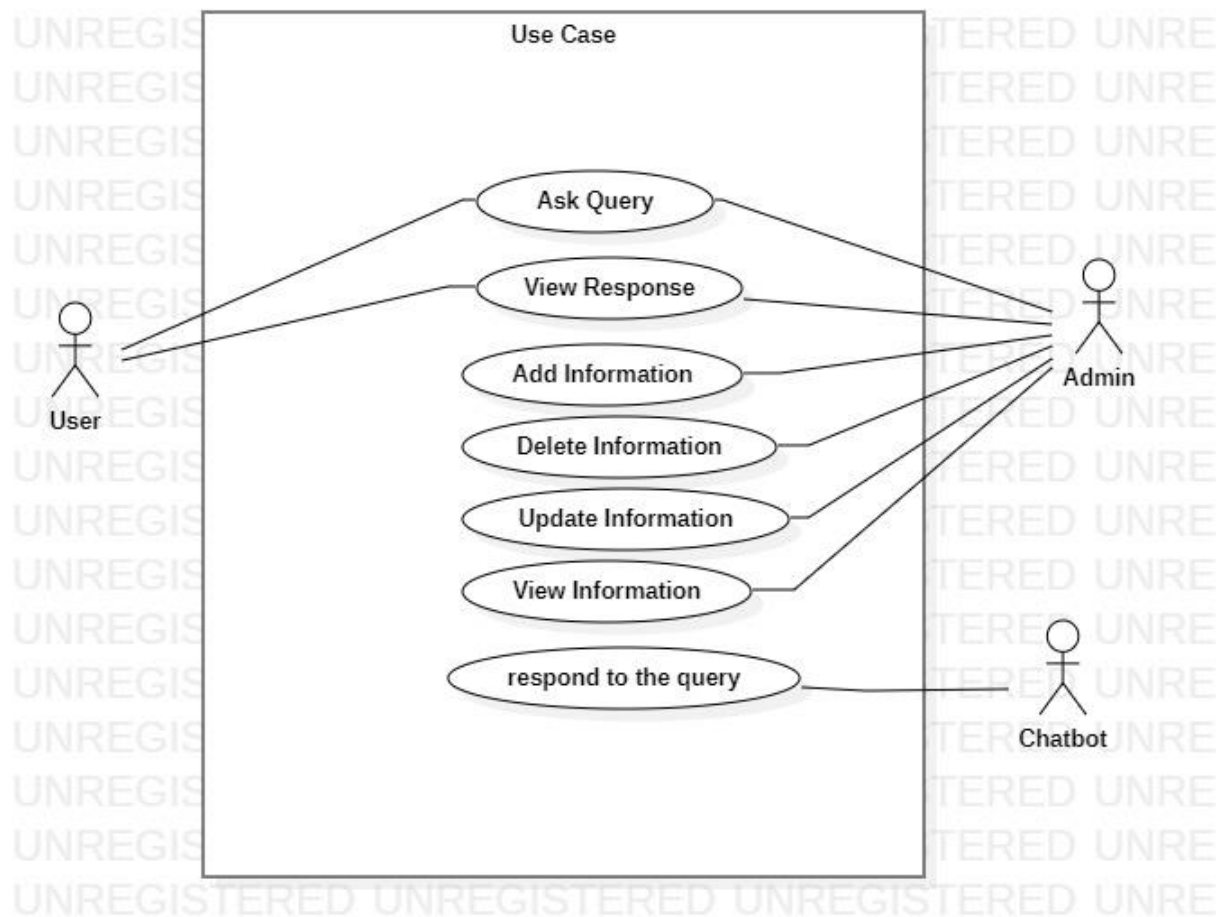 Use Case
Ask Query
View Response
Admin
Add Information
User
Delete Information
Update Information
View Information
respond to the query
Chatbot
UNREGISTERED UNREGISTERED UNREGISTERED UNRE